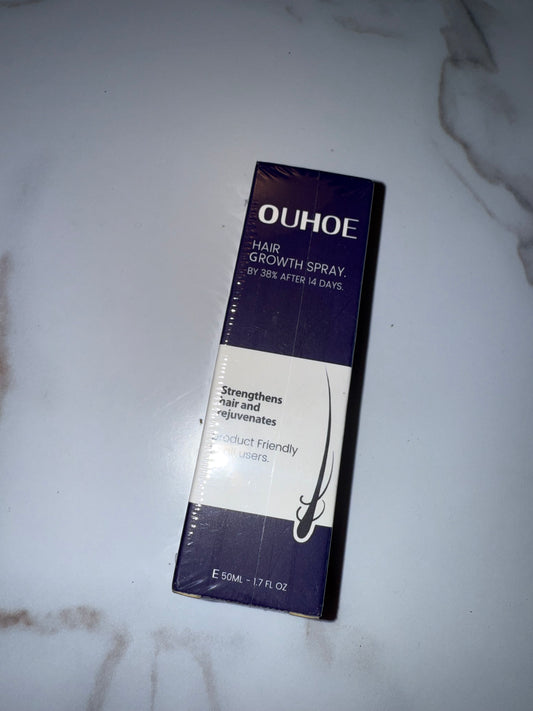 OUHOE
HAIR
GROWTH SPRAY.
BY 38% AFTER 14 DAYS.
Strengthens
hair and
rejuvenates
Product Friendly
users.
E 50ML - 1.7 FL OZ